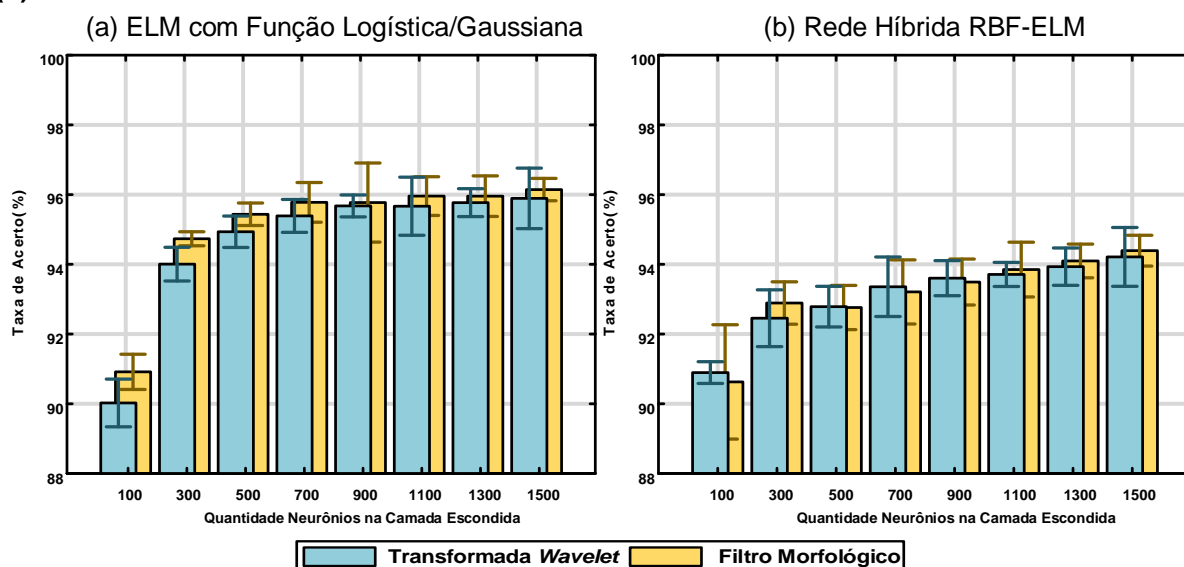 (a) ELM com Função Logística/Gaussiana
(b) Rede Híbrida RBF-ELM
Taxa de Acerto(%)
100
98
96
94
92
90
88
100 300 500 700 900 1100 1300 1500
Quantidade Neurônios na Camada Escondida
Taxa de Acerto(%)
100
98
96
94
92
90
88
100 300 500 700 900 1100 1300 1500
Quantidade Neurônios na Camada Escondida
Transformada Wavelet
Filtro Morfológico